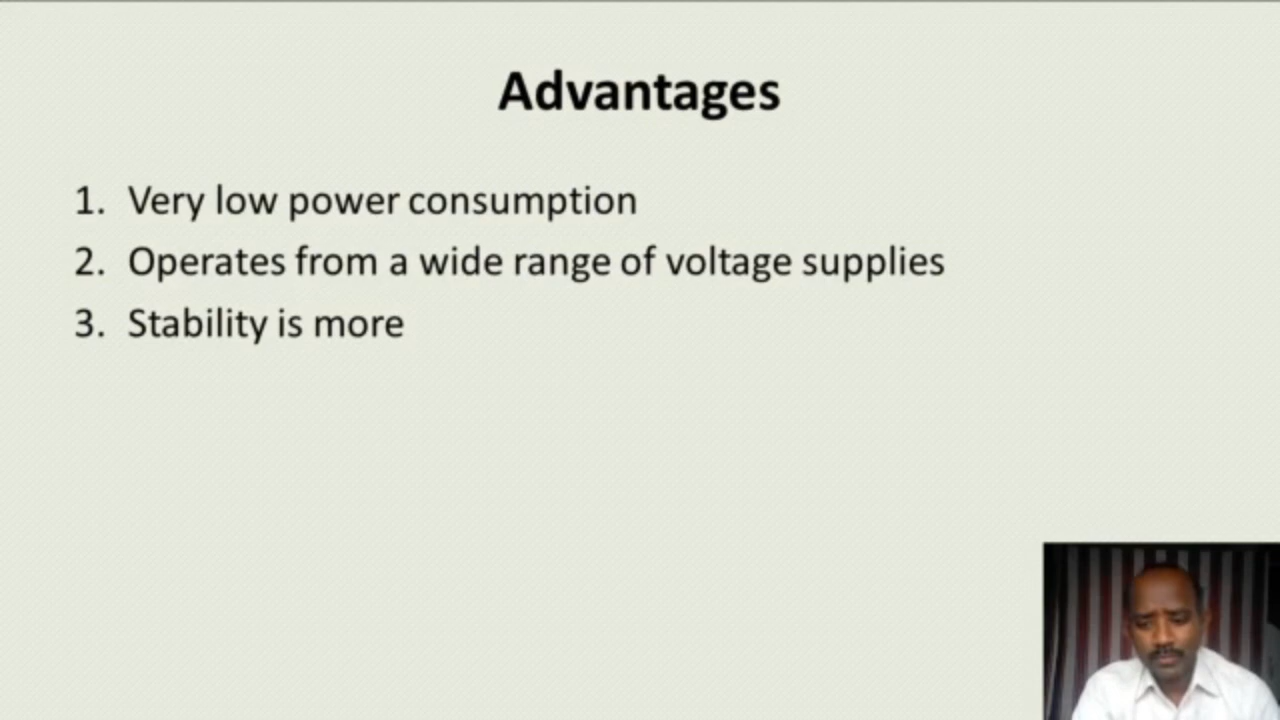 Advantages
1. Very low power consumption
2. Operates from a wide range of voltage supplies
3. Stability is more